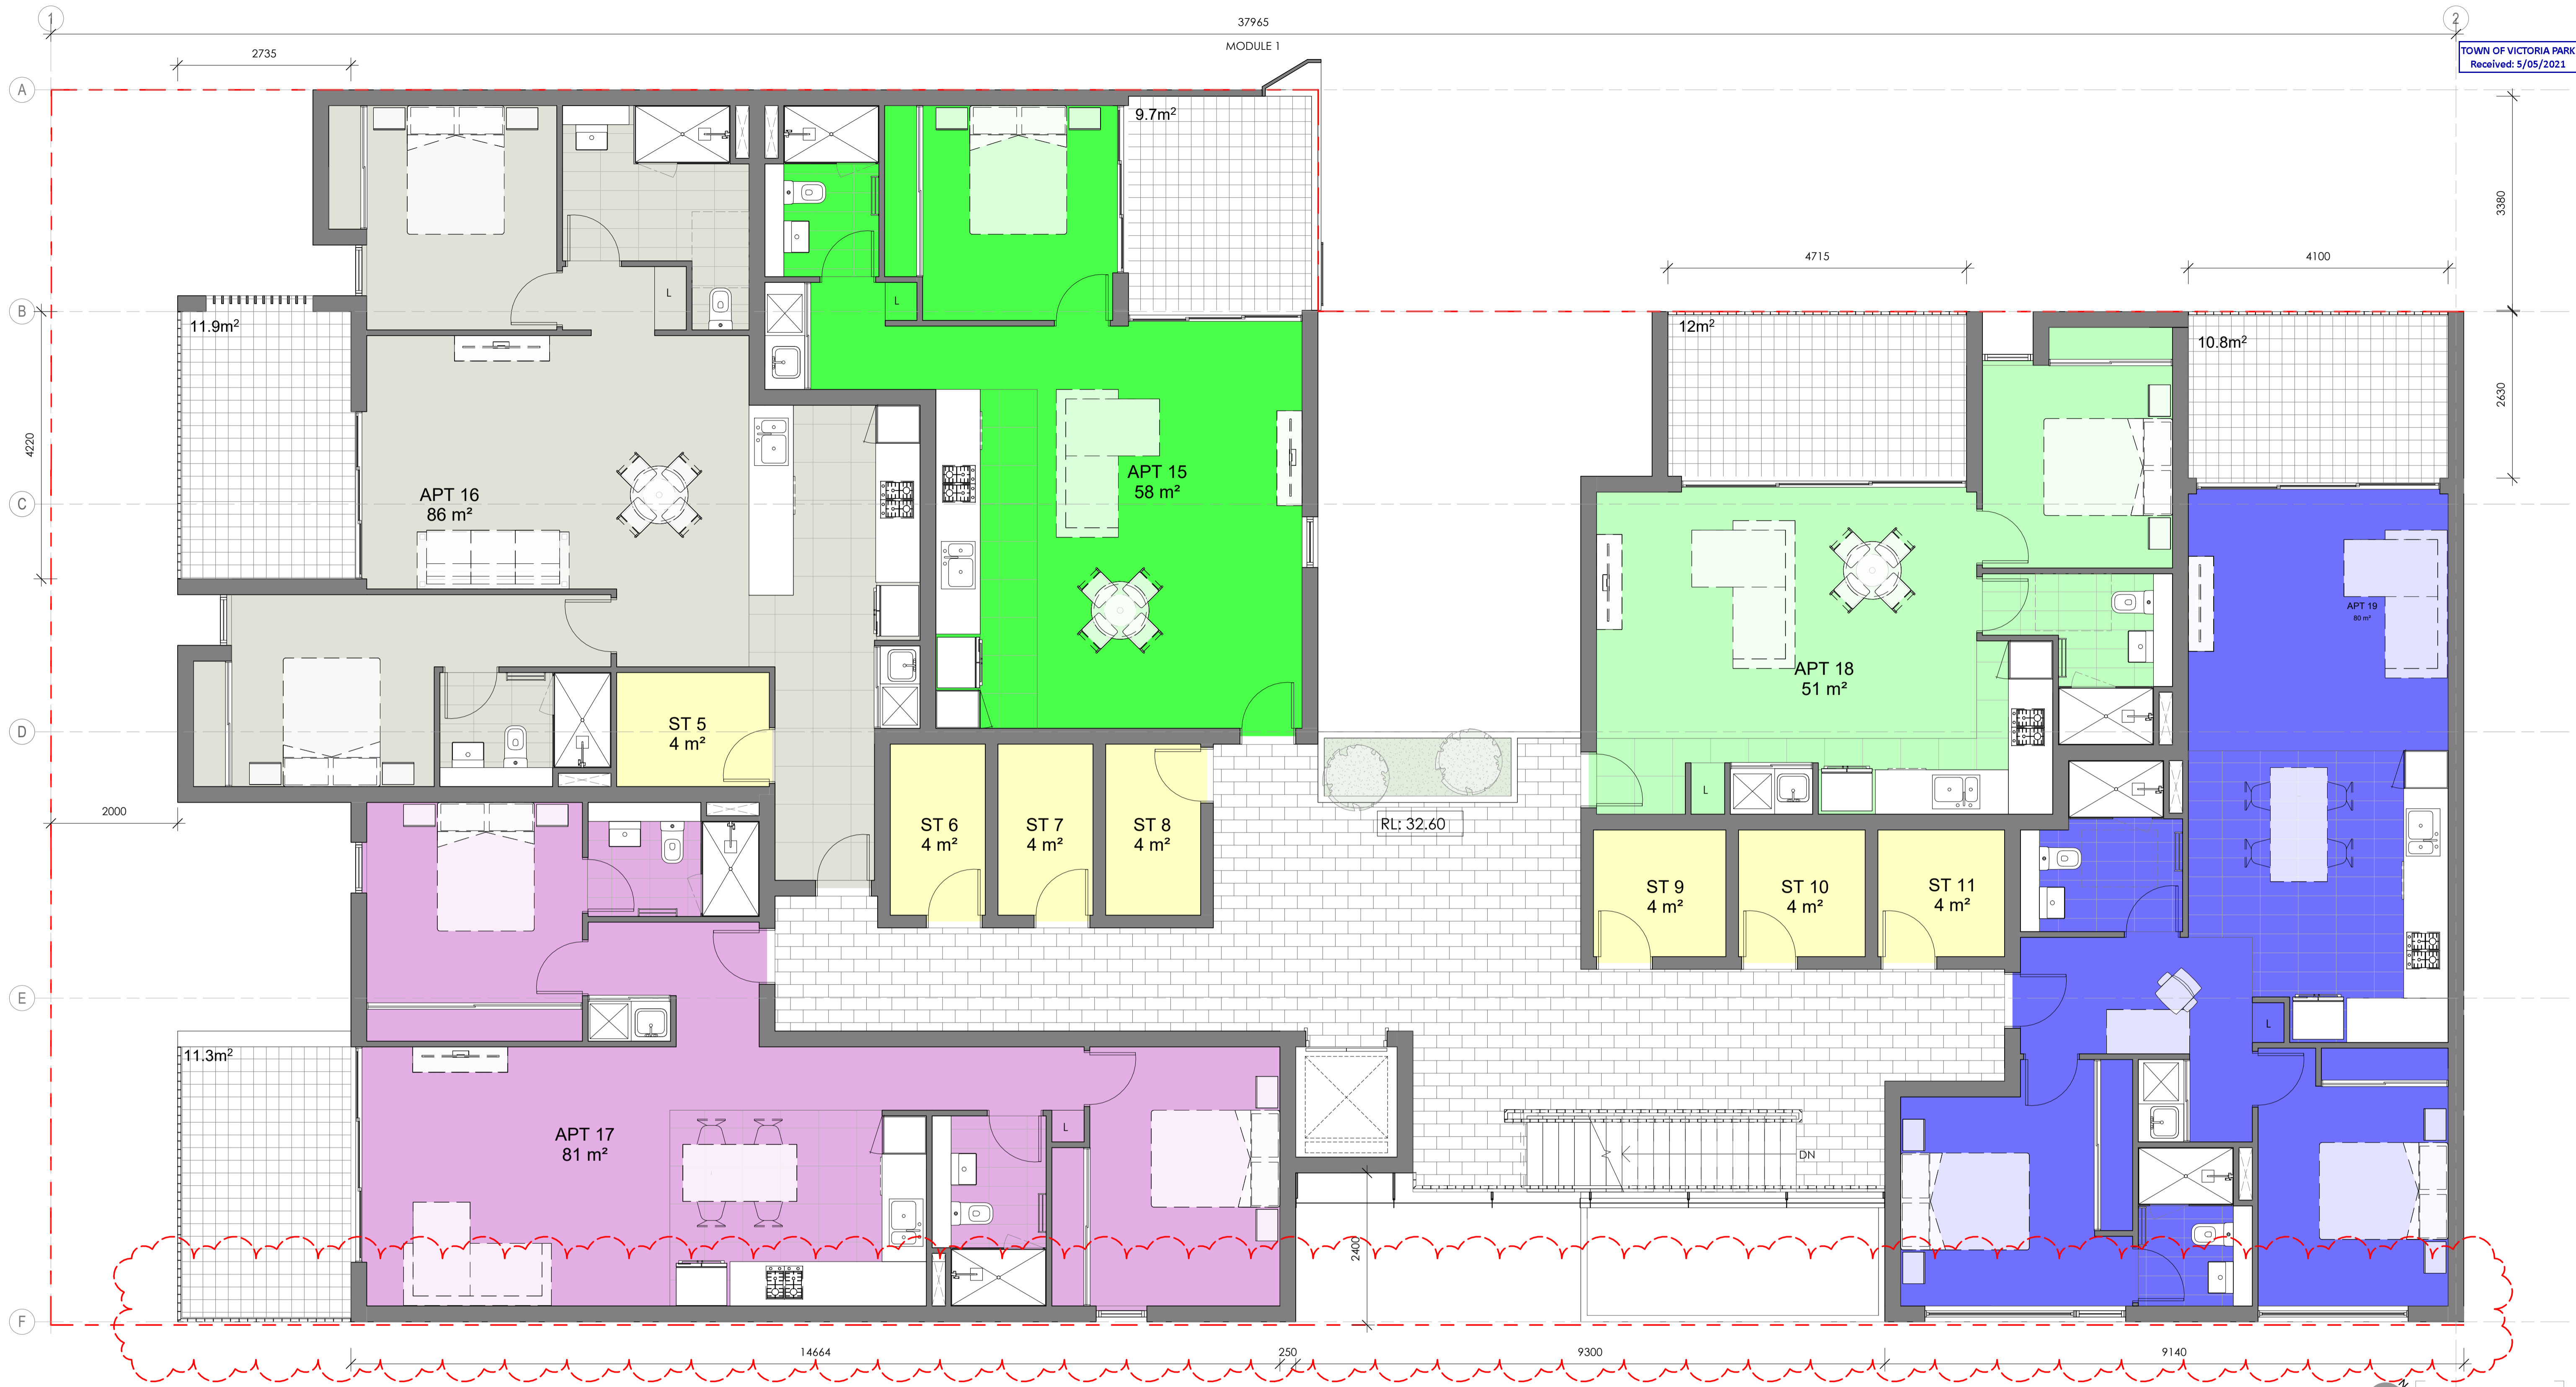 1
37965
2
MODULE 1
TOWN OF VICTORIA PARK
Received: 5/05/2021
2735
A
9.7m²
3380
4715
4100
L
L
B
11.9m²
12m²
10.8m²
2630
4220
APT 15
58 m²
APT 16
86 m²
C
APT 19
80 m²
APT 18
51 m²
ST 5
4 m²
D
L
2000
RL: 32.60
ST 6
4 m²
ST 7
4 m²
ST 8
4 m²
ST 9
4 m²
ST 10
4 m²
ST 11
4 m²
E
L
11.3m²
L
APT 17
81 m²
DN
2400
F
14664
250
9300
9140
N